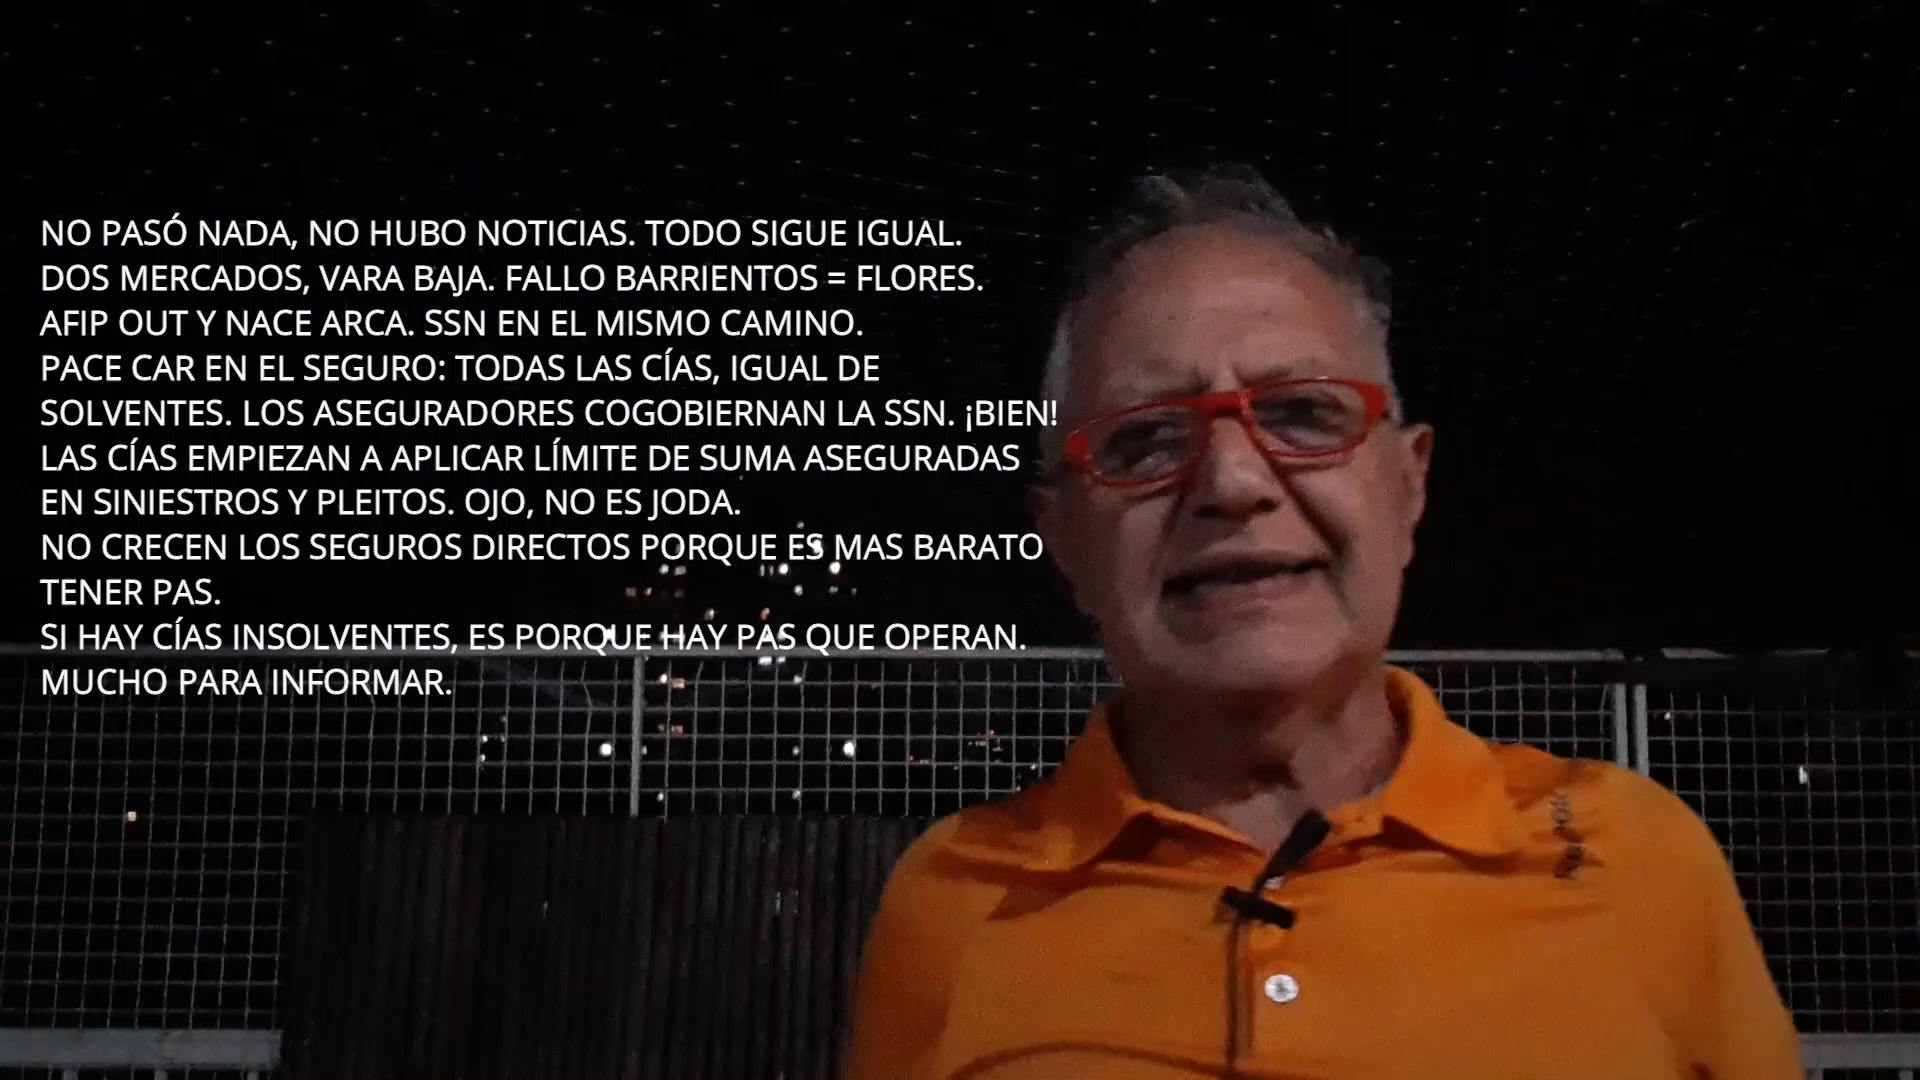 NO PASÓ NADA, NO HUBO NOTICIAS. TODO SIGUE IGUAL.
DOS MERCADOS, VARA BAJA. FALLO BARRIENTOS = FLORES.
AFIP OUT Y NACE ARCA. SSN EN EL MISMO CAMINO.
PACE CAR EN EL SEGURO: TODAS LAS CÍAS, IGUAL DE
SOLVENTES. LOS ASEGURADORES COGOBIERNAN LA SSN. ¡BIEN!
LAS CÍAS EMPIEZAN A APLICAR LÍMITE DE SUMA ASEGURADAS
EN SINIESTROS Y PLEITOS. OJO, NO ES JODA.
NO CRECEN LOS SEGUROS DIRECTOS PORQUE ES MAS BARATO
TENER PAS.
SI HAY CÍAS INSOLVENTES, ES PORQUE HAY PAS QUE OPERAN.
MUCHO PARA INFORMAR.